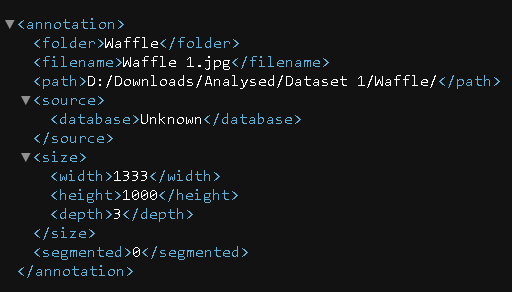 <annotation>
<folder>Waffle</folder>
<filename>Waffle 1.jpg</filename>
<path>D:/Downloads/Analysed/Dataset 1/Waffle/</path>
<source>
<database>Unknown</database>
</source>
<size>
<width>1333</width>
<height>1000</height>
<depth>3</depth>
</size>
<segmented>0</segmented>
</annotation>